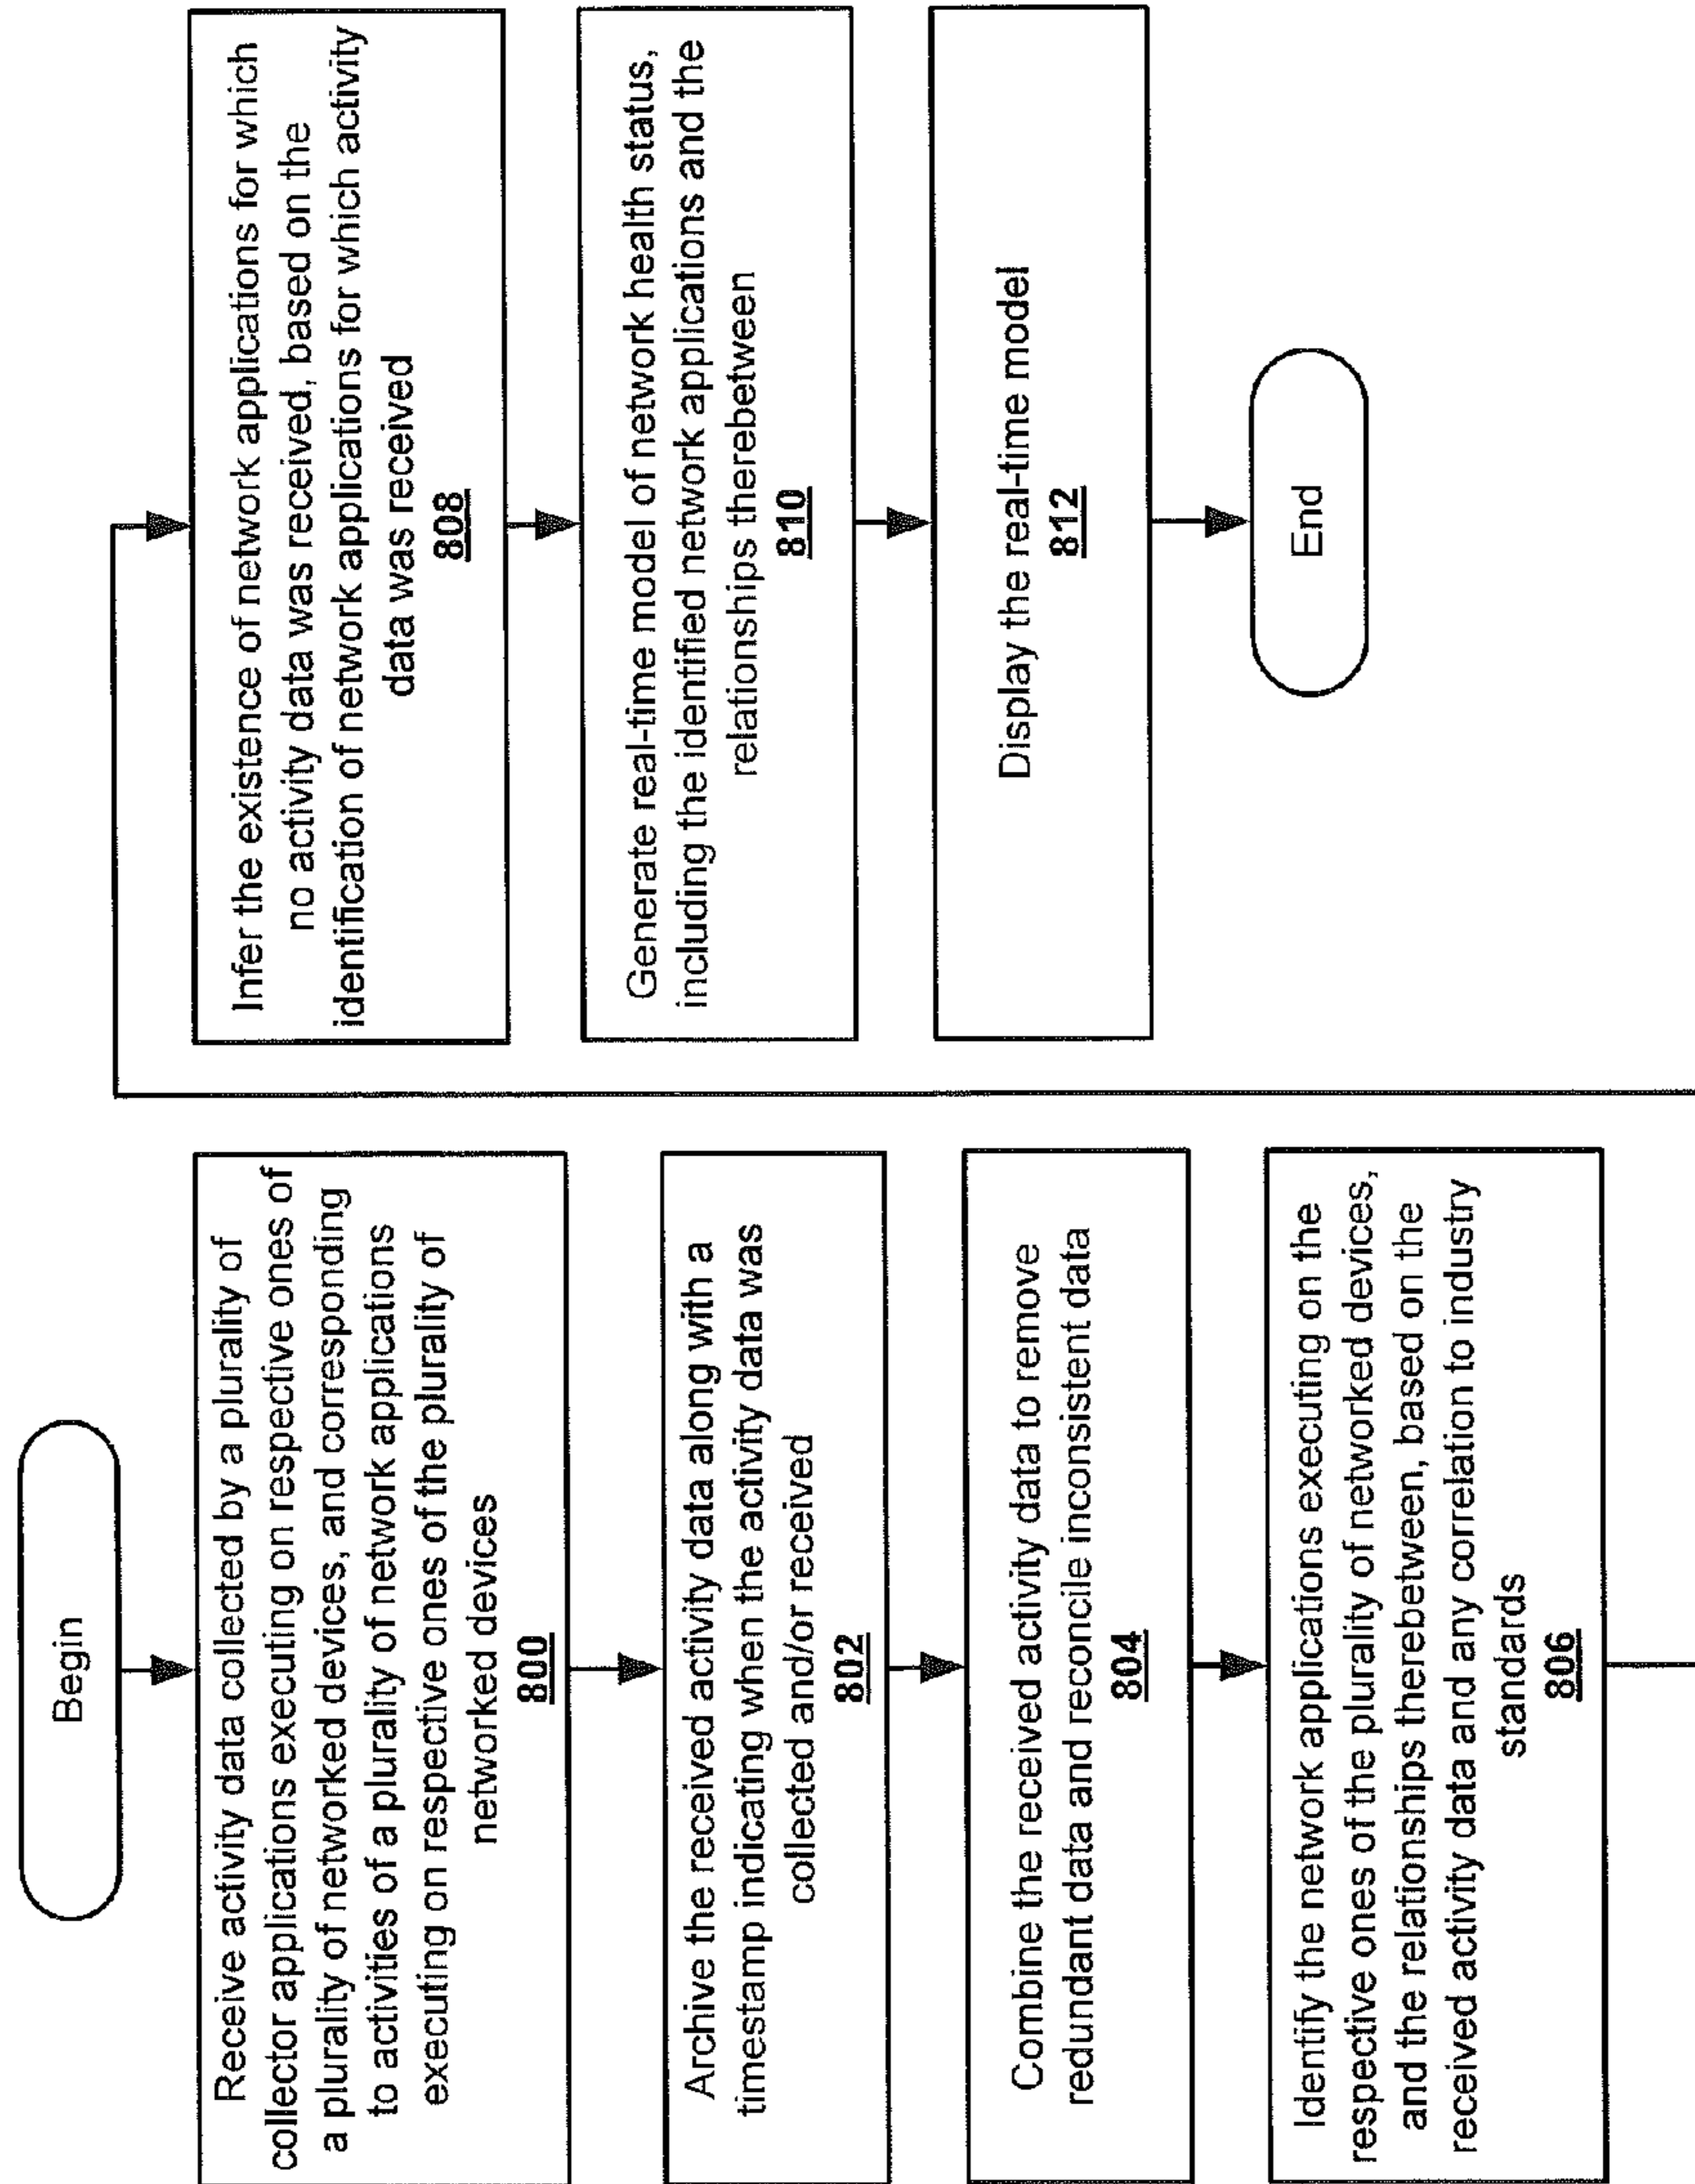 Begin
Receive activity data collected by a plurality of
collector applications executing on respective ones of
a plurality of networked devices, and corresponding
to activities of a plurality of network applications
executing on respective ones of the plurality of
networked devices
800
Archive the received activity data along with a
timestamp indicating when the activity data was
collected and/or received
802
Combine the received activity data to remove
redundant data and reconcile inconsistent data
804
Identify the network applications executing on the
respective ones of the plurality of networked devices,
and the relationships therebetween, based on the
received activity data and any correlation to industry
standards
806
Infer the existence of network applications for which
no activity data was received, based on the
identification of network applications for which activity
data was received
808
Generate real-time model of network health status,
including the identified network applications and the
relationships therebetween
810
Display the real-time model
812
End